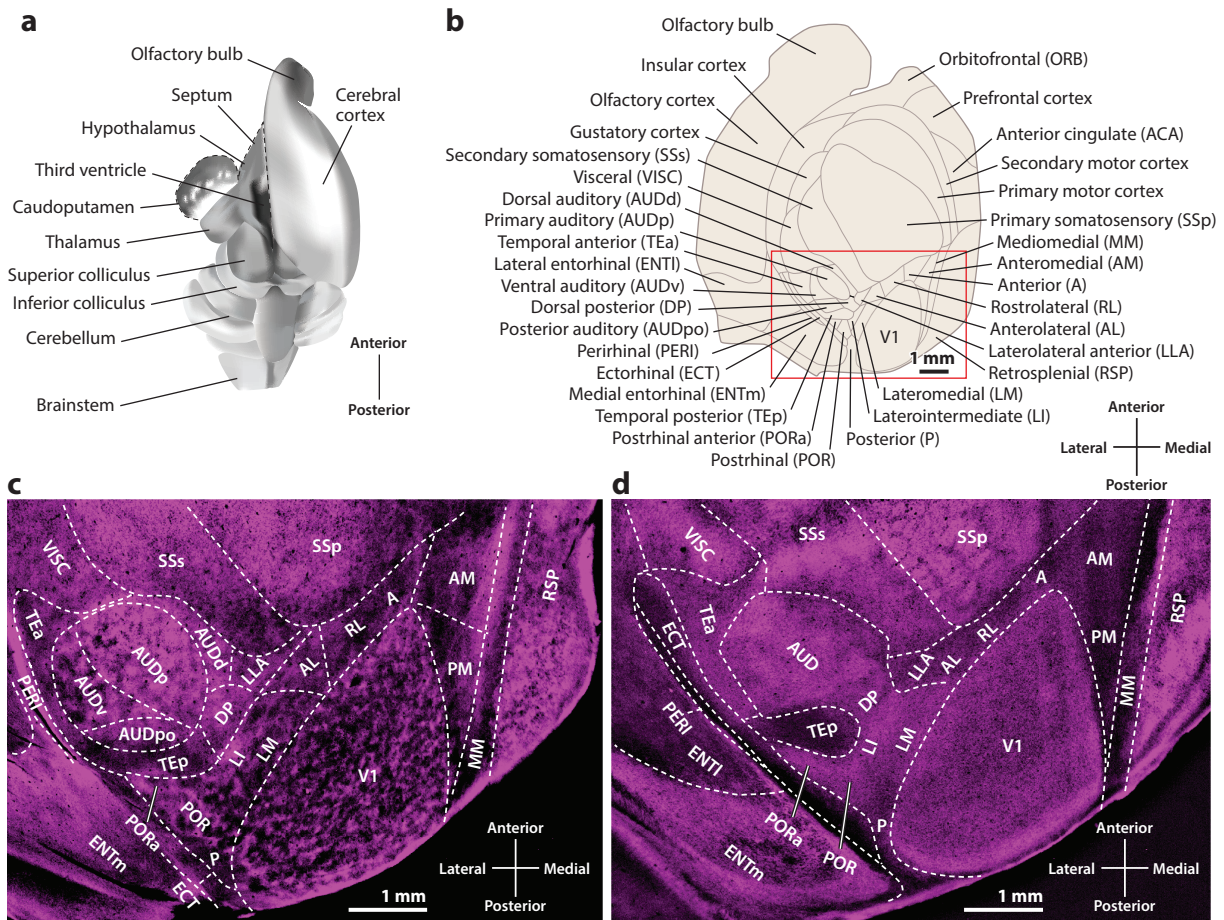 a
Olfactory bulb
Septum
Cerebral
cortex
Hypothalamus
Third ventricle
Caudoputamen
Thalamus
Superior colliculus
Inferior colliculus
Cerebellum
Brainstem
Anterior
Posterior
b
Olfactory bulb
Insular cortex
Olfactory cortex
Gustatory cortex
Secondary somatosensory (SSs)
Visceral (VISC)
Dorsal auditory (AUDd)
Primary auditory (AUDp)
Temporal anterior (TEa)
Lateral entorhinal (ENTl)
Ventral auditory (AUDv)
Dorsal posterior (DP)
Posterior auditory (AUDpo)
Perirhinal (PERI)
Ectorhinal (ECT)
Medial entorhinal (ENTm)
Temporal posterior (TEp)
Postrhinal anterior (PORa)
Postrhinal (POR)
Orbitofrontal (ORB)
Prefrontal cortex
Anterior cingulate (ACA)
Secondary motor cortex
Primary motor cortex
Primary somatosensory (SSp)
Mediomedial (MM)
Anteromedial (AM)
Anterior (A)
Rostrolateral (RL)
Anterolateral (AL)
Laterolateral anterior (LLA)
Retrosplenial (RSP)
Lateromedial (LM)
Laterointermediate (LI)
Posterior (P)
V1
1 mm
Anterior
Lateral
Medial
Posterior
c
VISC
SSs
SSp
AM
RSP
A
RL
TEa
AUDd
AUDp
LLA
AL
PM
AUDv
DP
PERI
AUDpo
LI
LM
MM
TEp
V1
POR
PORa
P
ENTm
ECT
1 mm
Anterior
Lateral
Medial
Posterior
d
VISC
SSs
SSp
AM
A
RSP
TEa
ECT
RL
PM
AUD
LLA
AL
MM
DP
PERI
TEp
LI
LM
V1
ENTl
PORa
POR
P
ENTm
1 mm
Anterior
Lateral
Medial
Posterior